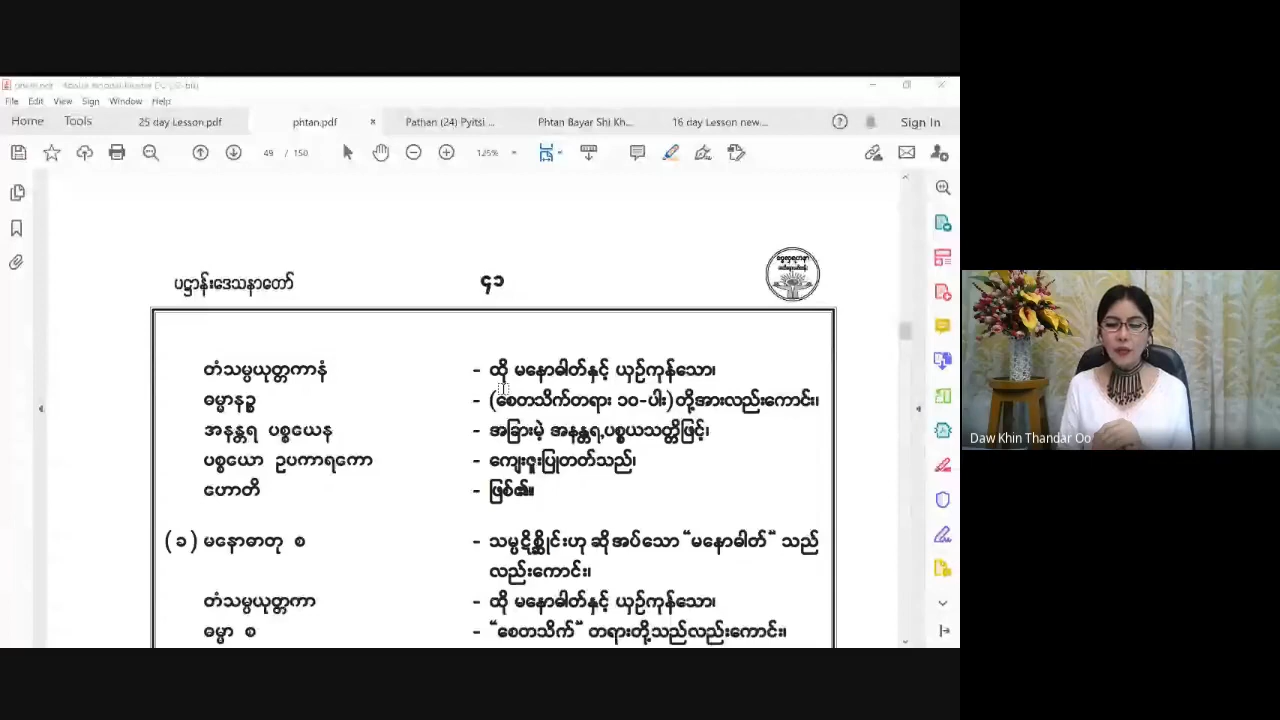 File Edit View Sign Window Help
Home Tools 25 day Lesson.pdf phtan.pdf × Pathan (24) Pyitsi ... Phtan Bayar Shi Kh... 16 day Lesson new... Sign In
49 / 150 125%
ပဋ္ဌာန်းဒေသနာတော် ၄၁
တံသမ္ပယုတ္တကာနံ - ထို မနောဓါတ်နှင့် ယှဉ်ကုန်သော၊
ဓမ္မာနဉ္စ - (စေတသိက်တရား ၁၀-ပါး)တို့အားလည်းကောင်း၊
အနန္တရ ပစ္စယေန - အခြားမဲ့ အနန္တရ,ပစ္စယသတ္တိဖြင့်၊
ပစ္စယော ဥပကာရကော - ကျေးဇူးပြုတတ်သည်၊
ဟောတိ - ဖြစ်၏။
(၁) မနောဓာတု စ - သမ္ပဋိစ္ဆိုင်းဟု ဆိုအပ်သော "မနောဓါတ်" သည်
လည်းကောင်း၊
တံသမ္ပယုတ္တကာ - ထို မနောဓါတ်နှင့် ယှဉ်ကုန်သော၊
ဓမ္မာ စ - "စေတသိက်" တရားတို့သည်လည်းကောင်း၊
Daw Khin Thandar Oo